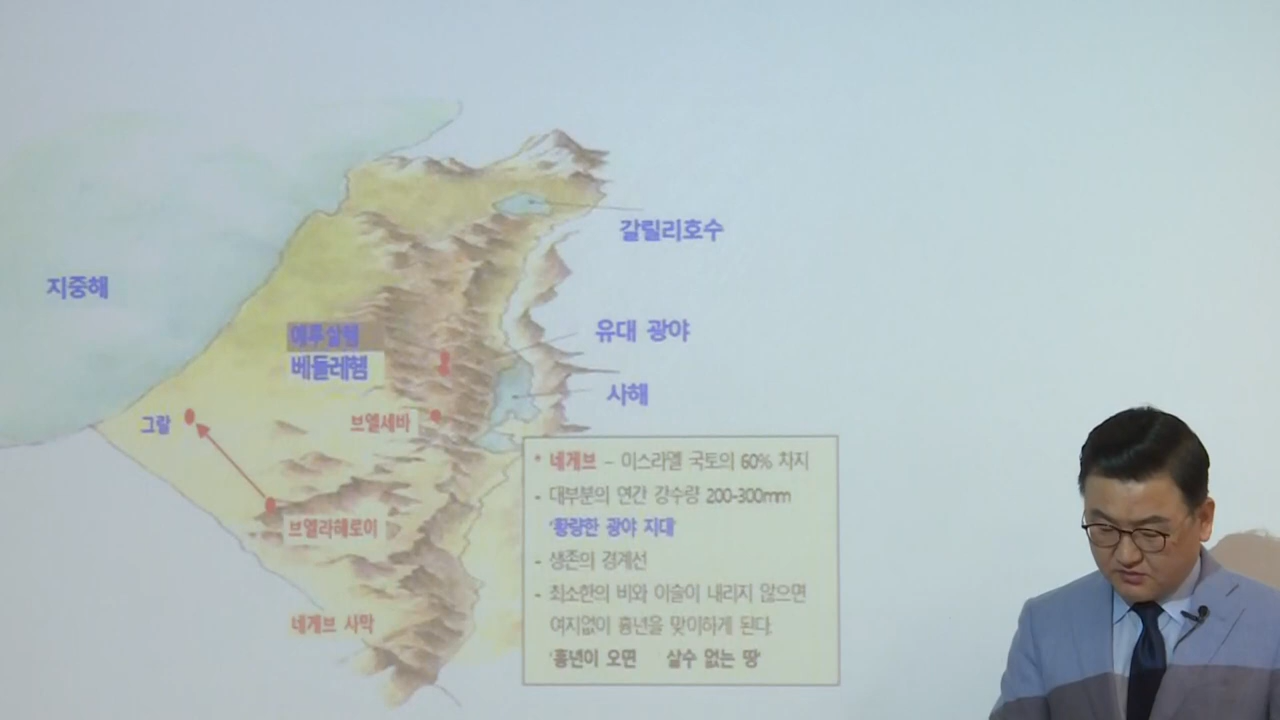 갈릴리호수
지중해
예루살렘
베들레헴
유대 광야
사해
그랄
브엘세바
브엘라헤로이
네게브 사막
* 네게브 - 이스라엘 국토의 60% 차지
- 대부분의 연간 강수량 200-300mm
'황량한 광야 지대'
- 생존의 경계선
- 최소한의 비와 이슬이 내리지 않으면
여지없이 흉년을 맞이하게 된다.
'흉년이 오면 살수 없는 땅'